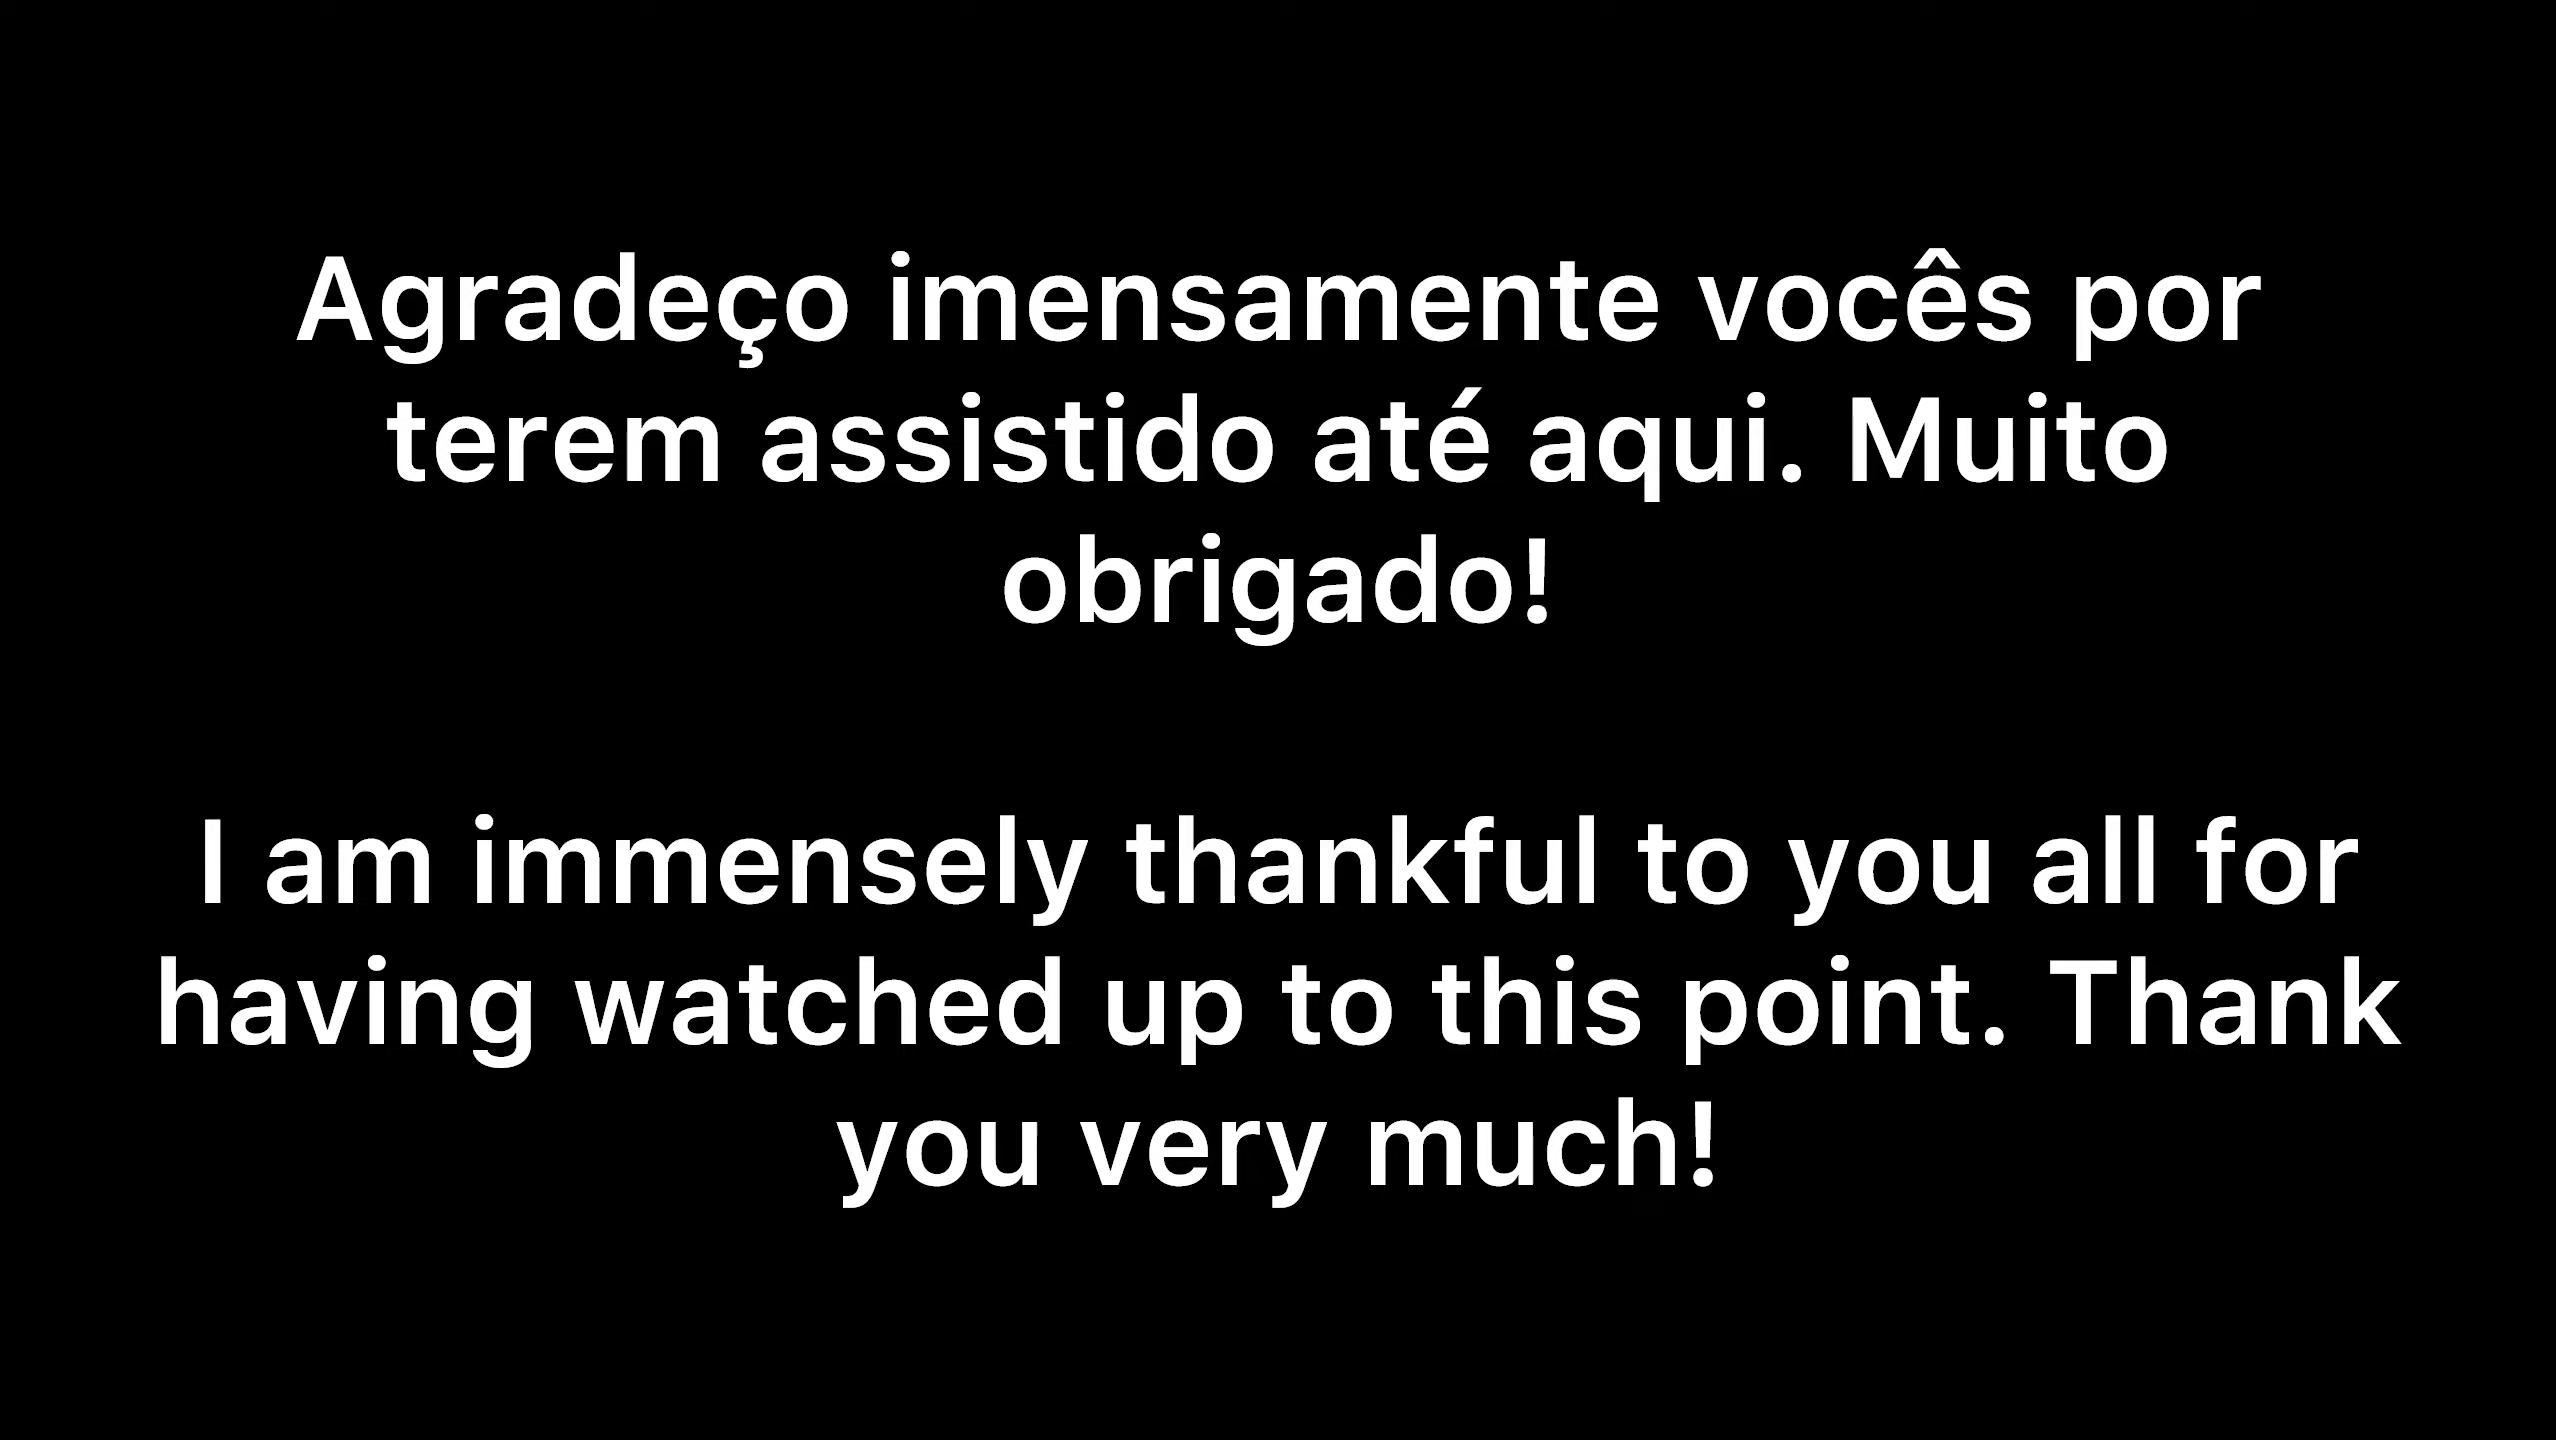 Agradeço imensamente vocês por
terem assistido até aqui. Muito
obrigado!
I am immensely thankful to you all for
having watched up to this point. Thank
you very much!